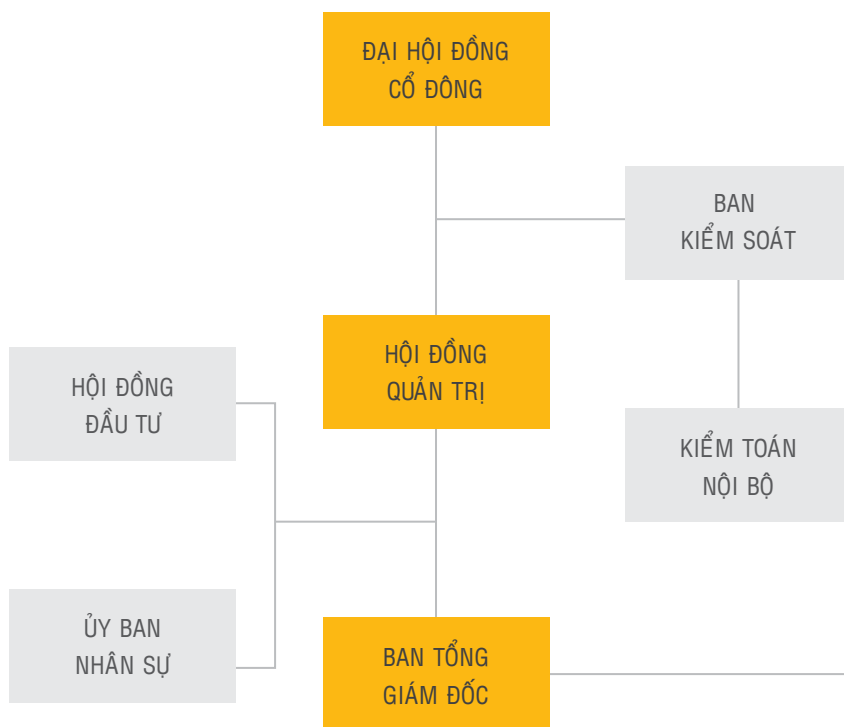 ĐẠI HỘI ĐỒNG
CỔ ĐÔNG
BAN
KIỂM SOÁT
HỘI ĐỒNG
QUẢN TRỊ
HỘI ĐỒNG
ĐẦU TƯ
KIỂM TOÁN
NỘI BỘ
ỦY BAN
NHÂN SỰ
BAN TỔNG
GIÁM ĐỐC